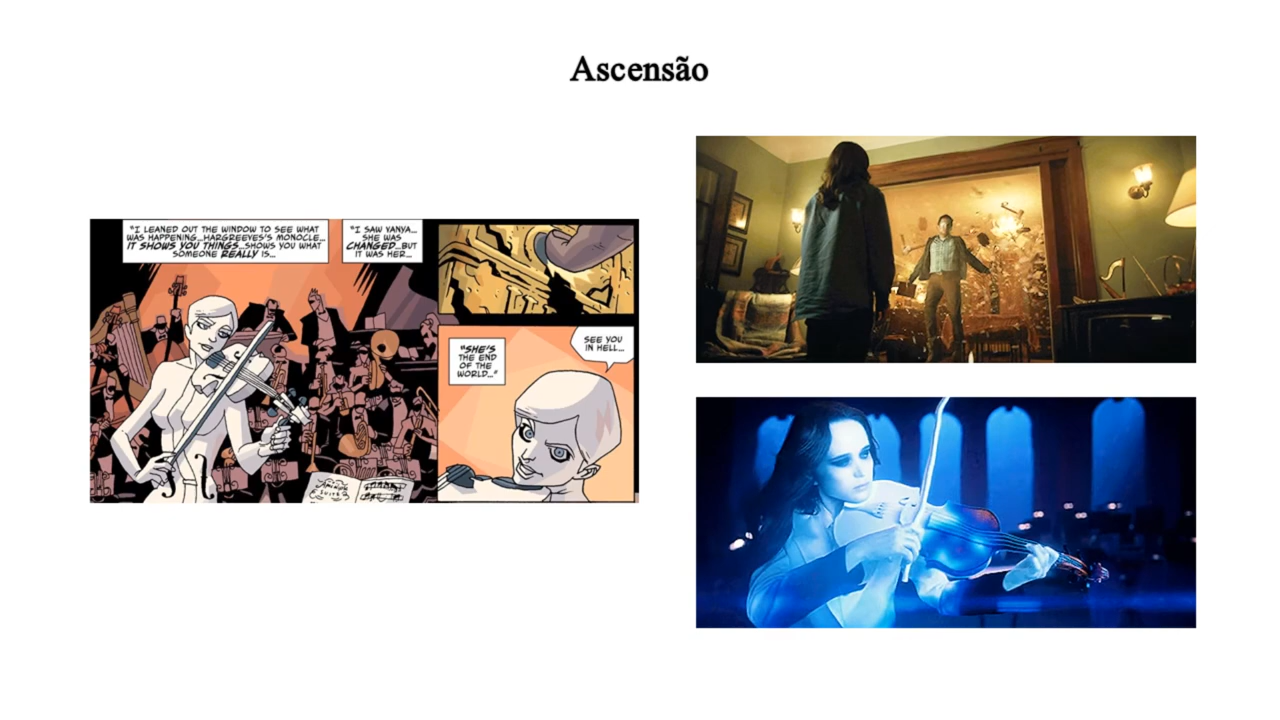 Ascensão
"I LEANED OUT THE WINDOW TO SEE WHAT
WAS HAPPENING...HARGREEVES'S MONOCLE...
IT SHOWS YOU THINGS...SHOWS YOU WHAT
SOMEONE REALLY IS...
"I SAW VANYA...
SHE WAS
CHANGED...BUT
IT WAS HER...
"SHE'S
THE END
OF THE
WORLD..."
SEE YOU
IN HELL...
SUITE